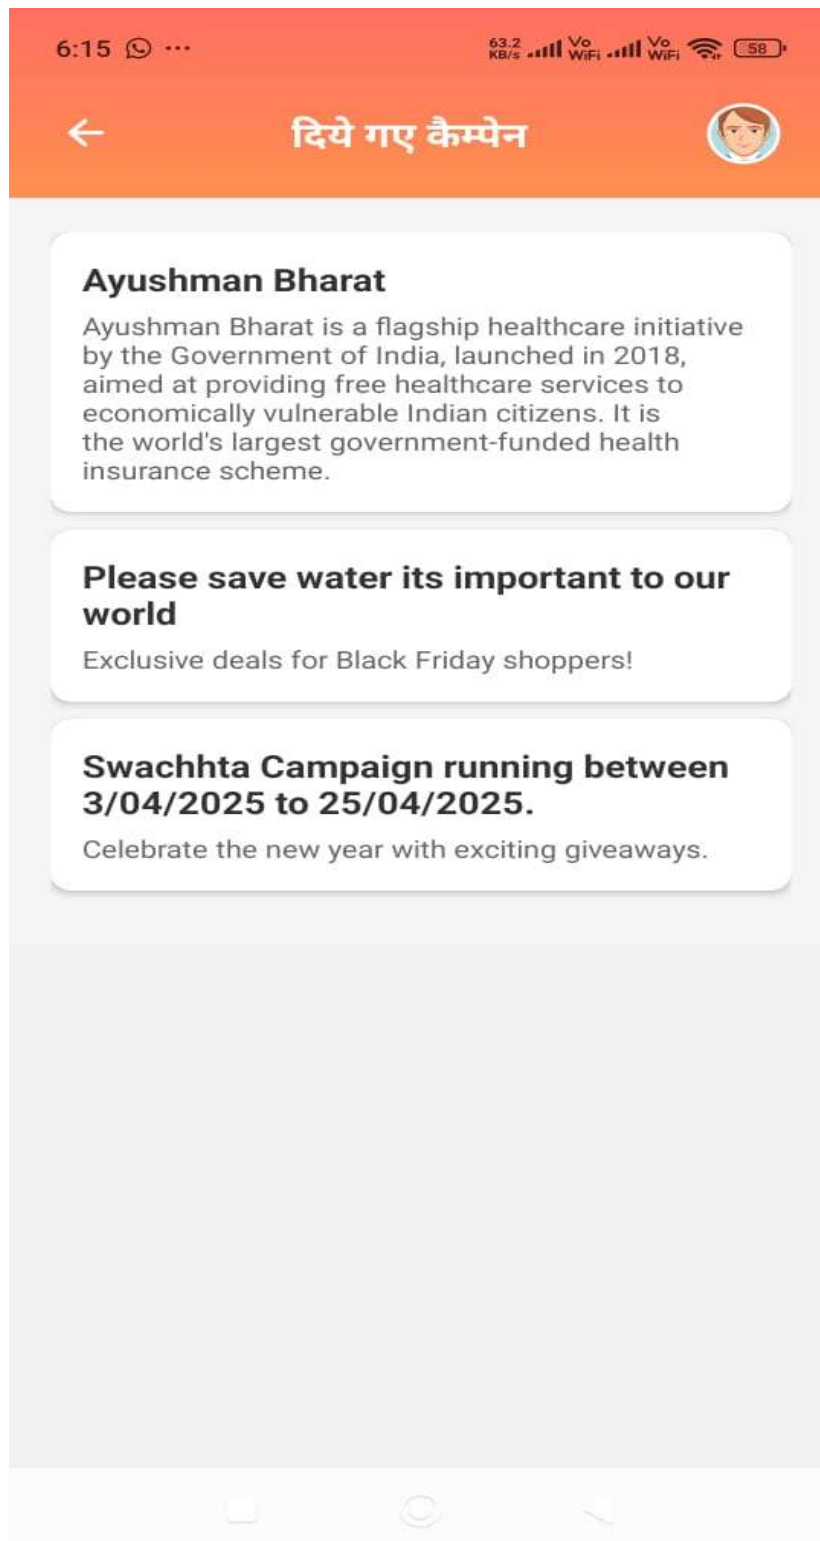 6:15
63.2 KB/s Vo WiFi Vo WiFi 58
दिये गए कैम्पेन
Ayushman Bharat
Ayushman Bharat is a flagship healthcare initiative
by the Government of India, launched in 2018,
aimed at providing free healthcare services to
economically vulnerable Indian citizens. It is
the world's largest government-funded health
insurance scheme.
Please save water its important to our
world
Exclusive deals for Black Friday shoppers!
Swachhta Campaign running between
3/04/2025 to 25/04/2025.
Celebrate the new year with exciting giveaways.